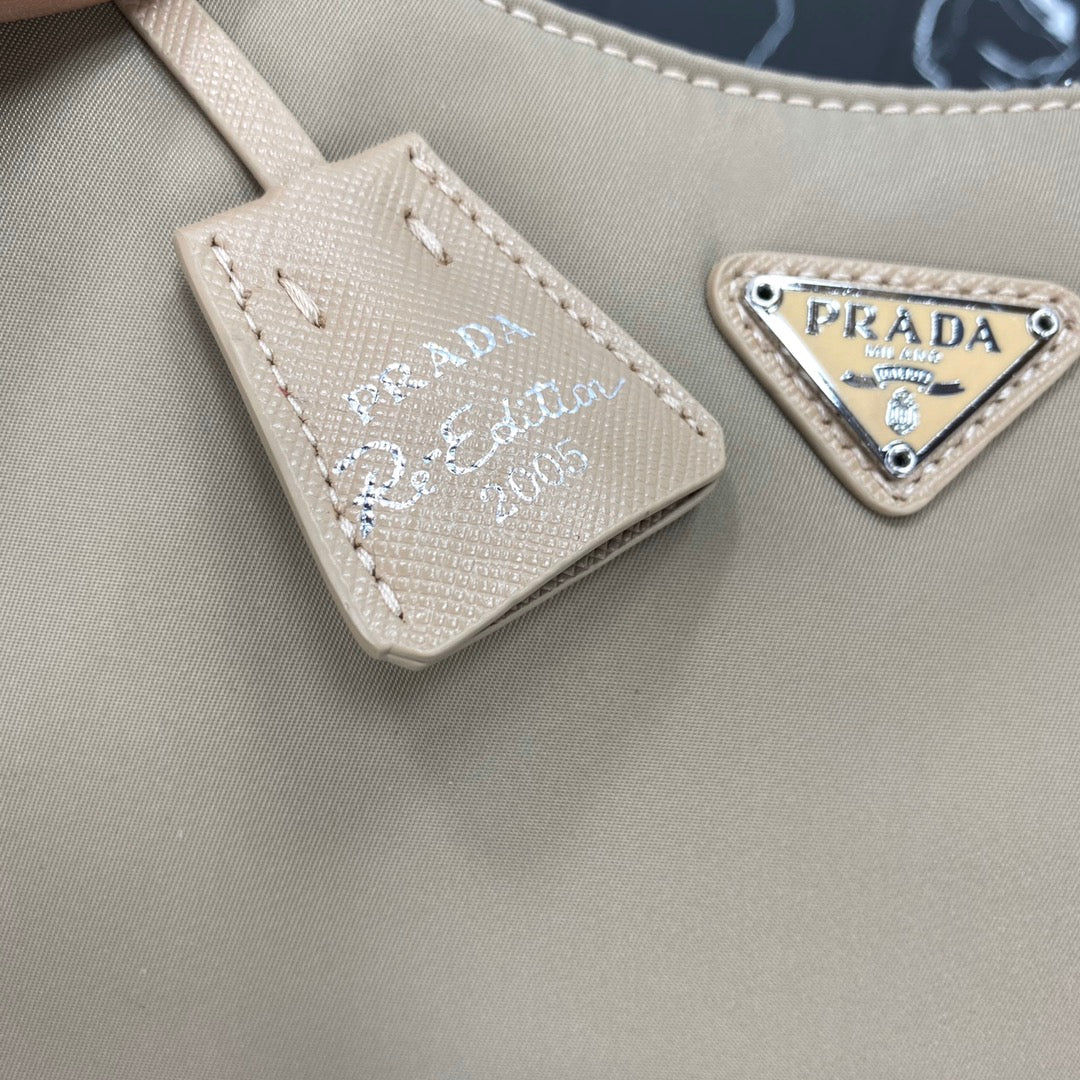 PRADA
Re-Edition
2005
PRADA
MILANO